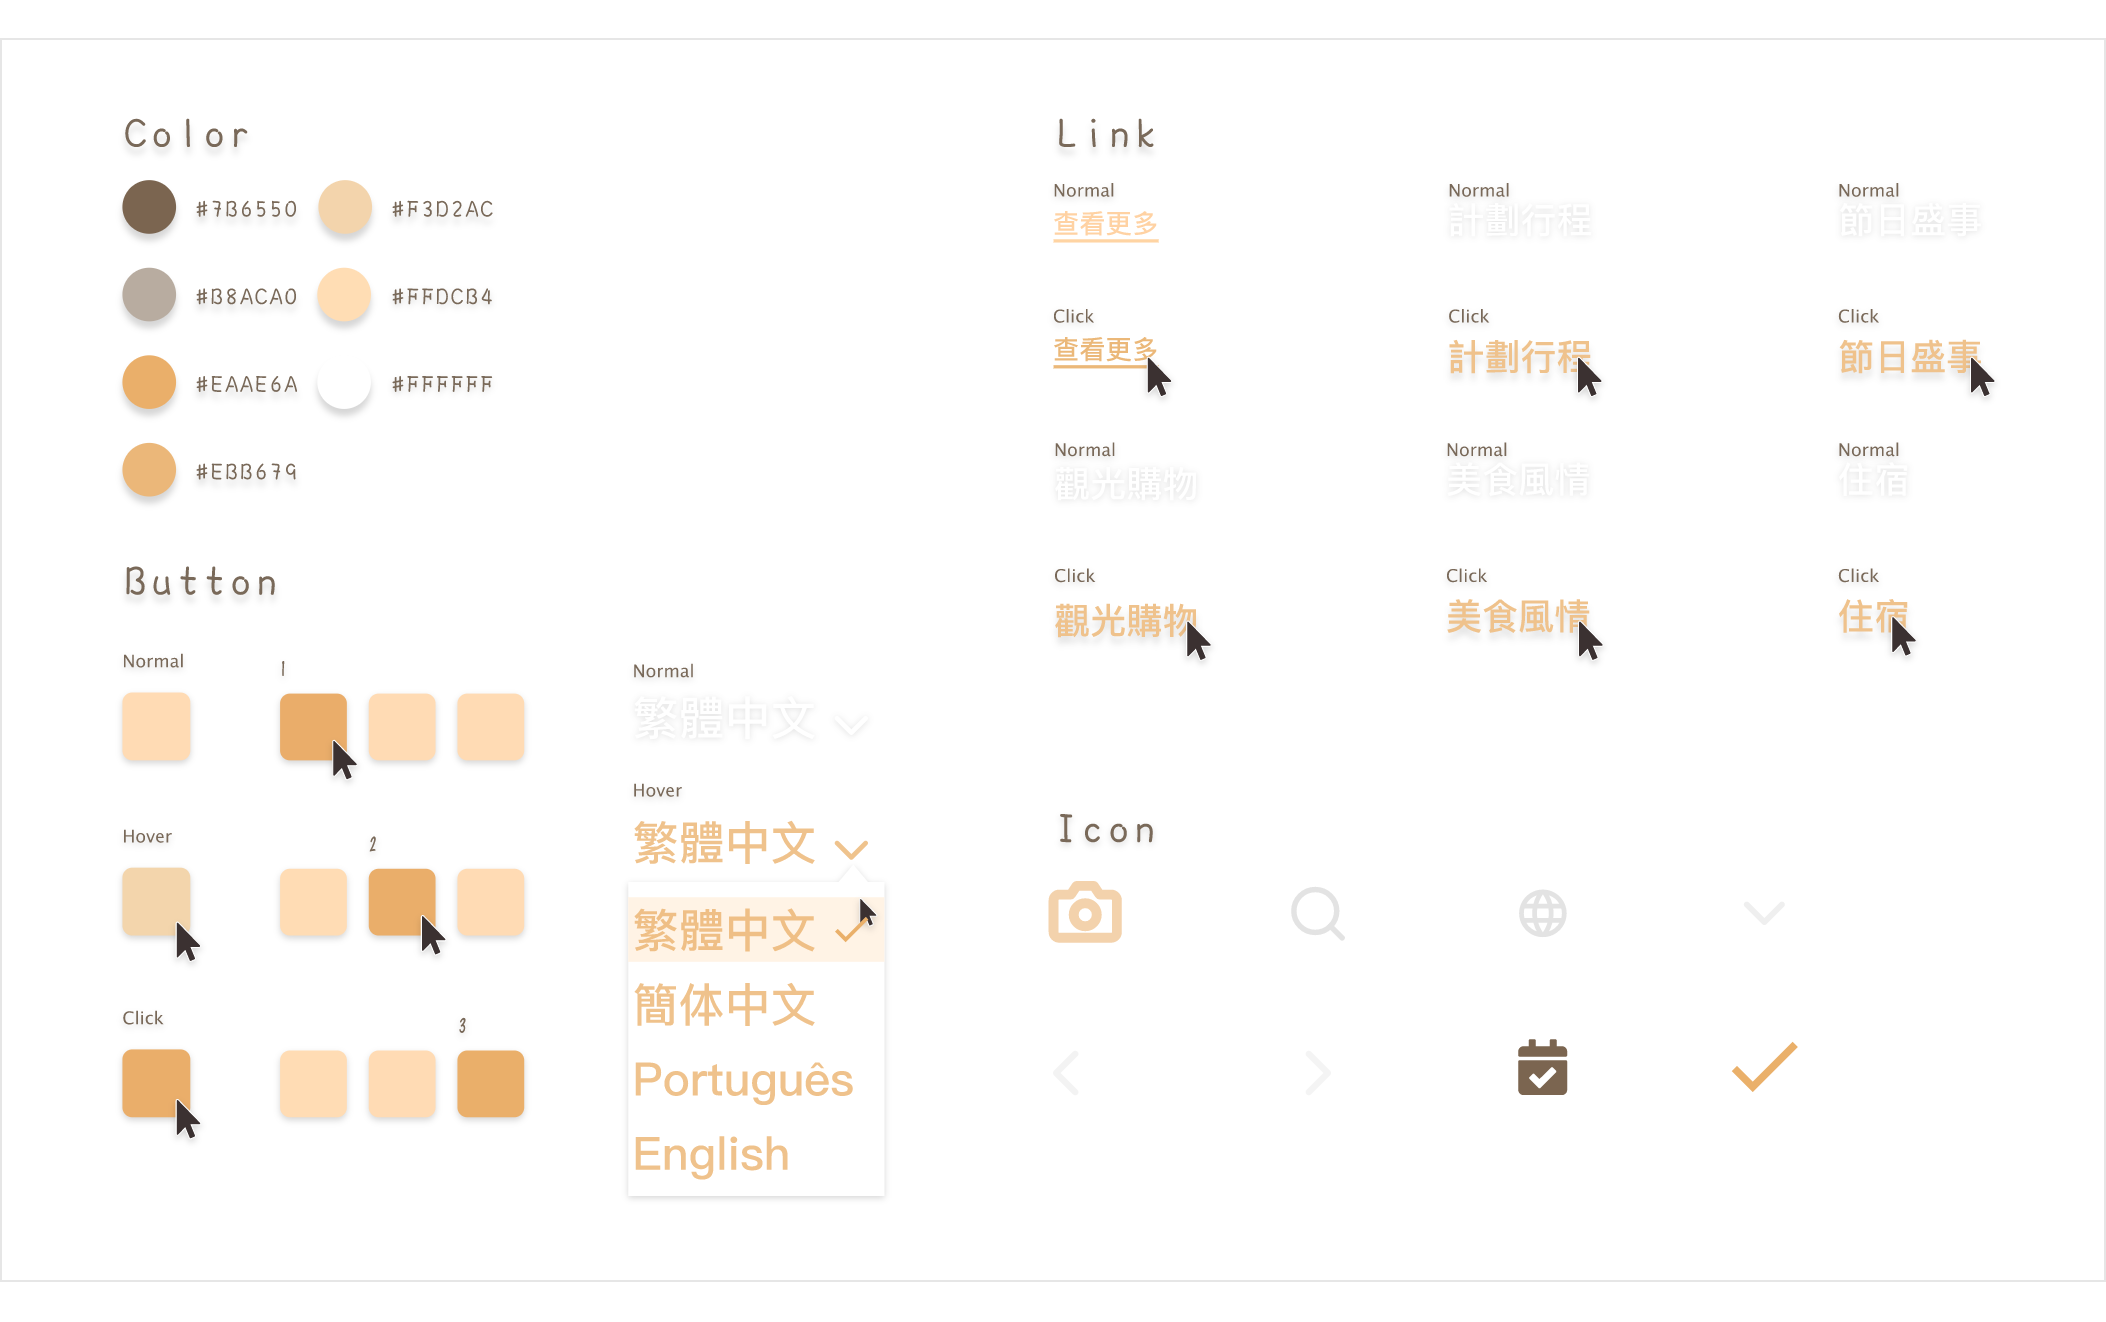 Color
#7B6550
#F3D2AC
#B8ACA0
#FFDCB4
#EAAE6A
#FFFFFF
#EBB679
Button
Normal
1
Hover
2
Click
3
Normal
繁體中文
Hover
繁體中文
繁體中文
簡体中文
Português
English
Link
Normal
查看更多
Normal
計劃行程
Normal
節日盛事
Click
查看更多
Click
計劃行程
Click
節日盛事
Normal
觀光購物
Normal
美食風情
Normal
住宿
Click
觀光購物
Click
美食風情
Click
住宿
Icon